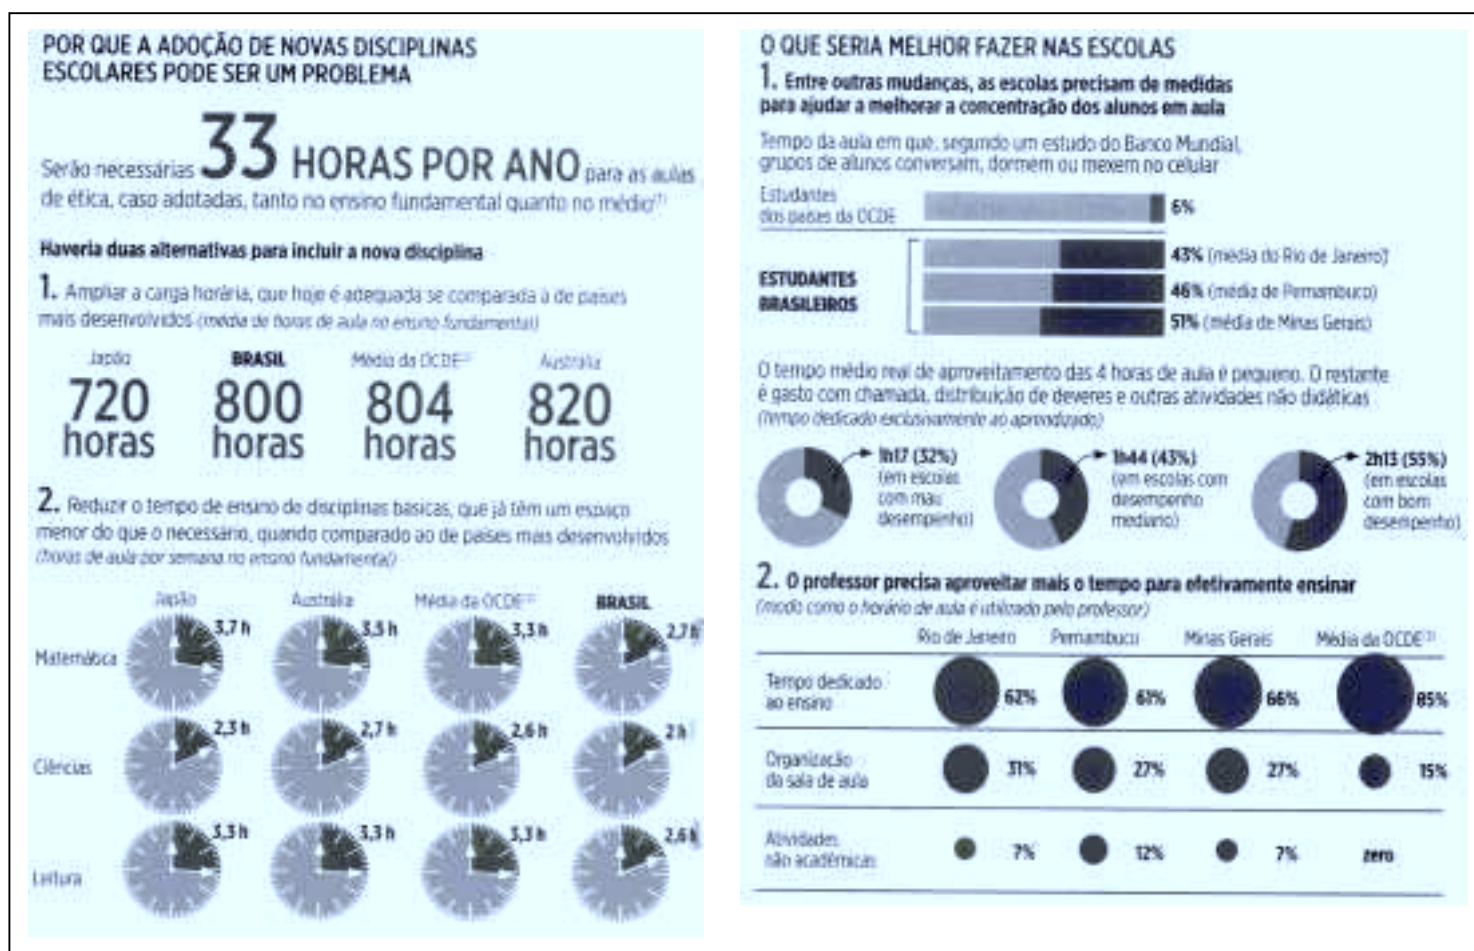 POR QUE A ADOÇÃO DE NOVAS DISCIPLINAS
ESCOLARES PODE SER UM PROBLEMA
Serão necessárias 33 HORAS POR ANO para as aulas
de ética, caso adotadas, tanto no ensino fundamental quanto no médio⁽¹⁾
Haveria duas alternativas para incluir a nova disciplina
1. Ampliar a carga horária, que hoje é adequada se comparada à de países
mais desenvolvidos (média de horas de aula no ensino fundamental)
Japão BRASIL Média da OCDE⁽²⁾ Austrália
720 800 804 820
horas horas horas horas
2. Reduzir o tempo de ensino de disciplinas básicas, que já têm um espaço
menor do que o necessário, quando comparado ao de países mais desenvolvidos
(horas de aula por semana no ensino fundamental)
Japão Austrália Média da OCDE⁽²⁾ BRASIL
Matemática 3,7 h 3,5 h 3,3 h 2,7 h
Ciências 2,3 h 2,7 h 2,6 h 2 h
Leitura 3,3 h 3,3 h 3,3 h 2,6 h
O QUE SERIA MELHOR FAZER NAS ESCOLAS
1. Entre outras mudanças, as escolas precisam de medidas
para ajudar a melhorar a concentração dos alunos em aula
Tempo da aula em que, segundo um estudo do Banco Mundial,
grupos de alunos conversam, dormem ou mexem no celular
Estudantes
dos países da OCDE 6%
ESTUDANTES
BRASILEIROS
43% (média do Rio de Janeiro)
46% (média de Pernambuco)
51% (média de Minas Gerais)
O tempo médio real de aproveitamento das 4 horas de aula é pequeno. O restante
é gasto com chamada, distribuição de deveres e outras atividades não didáticas
(tempo dedicado exclusivamente ao aprendizado)
1h17 (32%)
(em escolas
com mau
desempenho)
1h44 (43%)
(em escolas com
desempenho
mediano)
2h13 (55%)
(em escolas
com bom
desempenho)
2. O professor precisa aproveitar mais o tempo para efetivamente ensinar
(modo como o horário de aula é utilizado pelo professor)
Rio de Janeiro Pernambuco Minas Gerais Média da OCDE
Tempo dedicado
ao ensino 62% 61% 66% 85%
Organização
da sala de aula 31% 27% 27% 15%
Atividades
não acadêmicas 7% 12% 7% zero